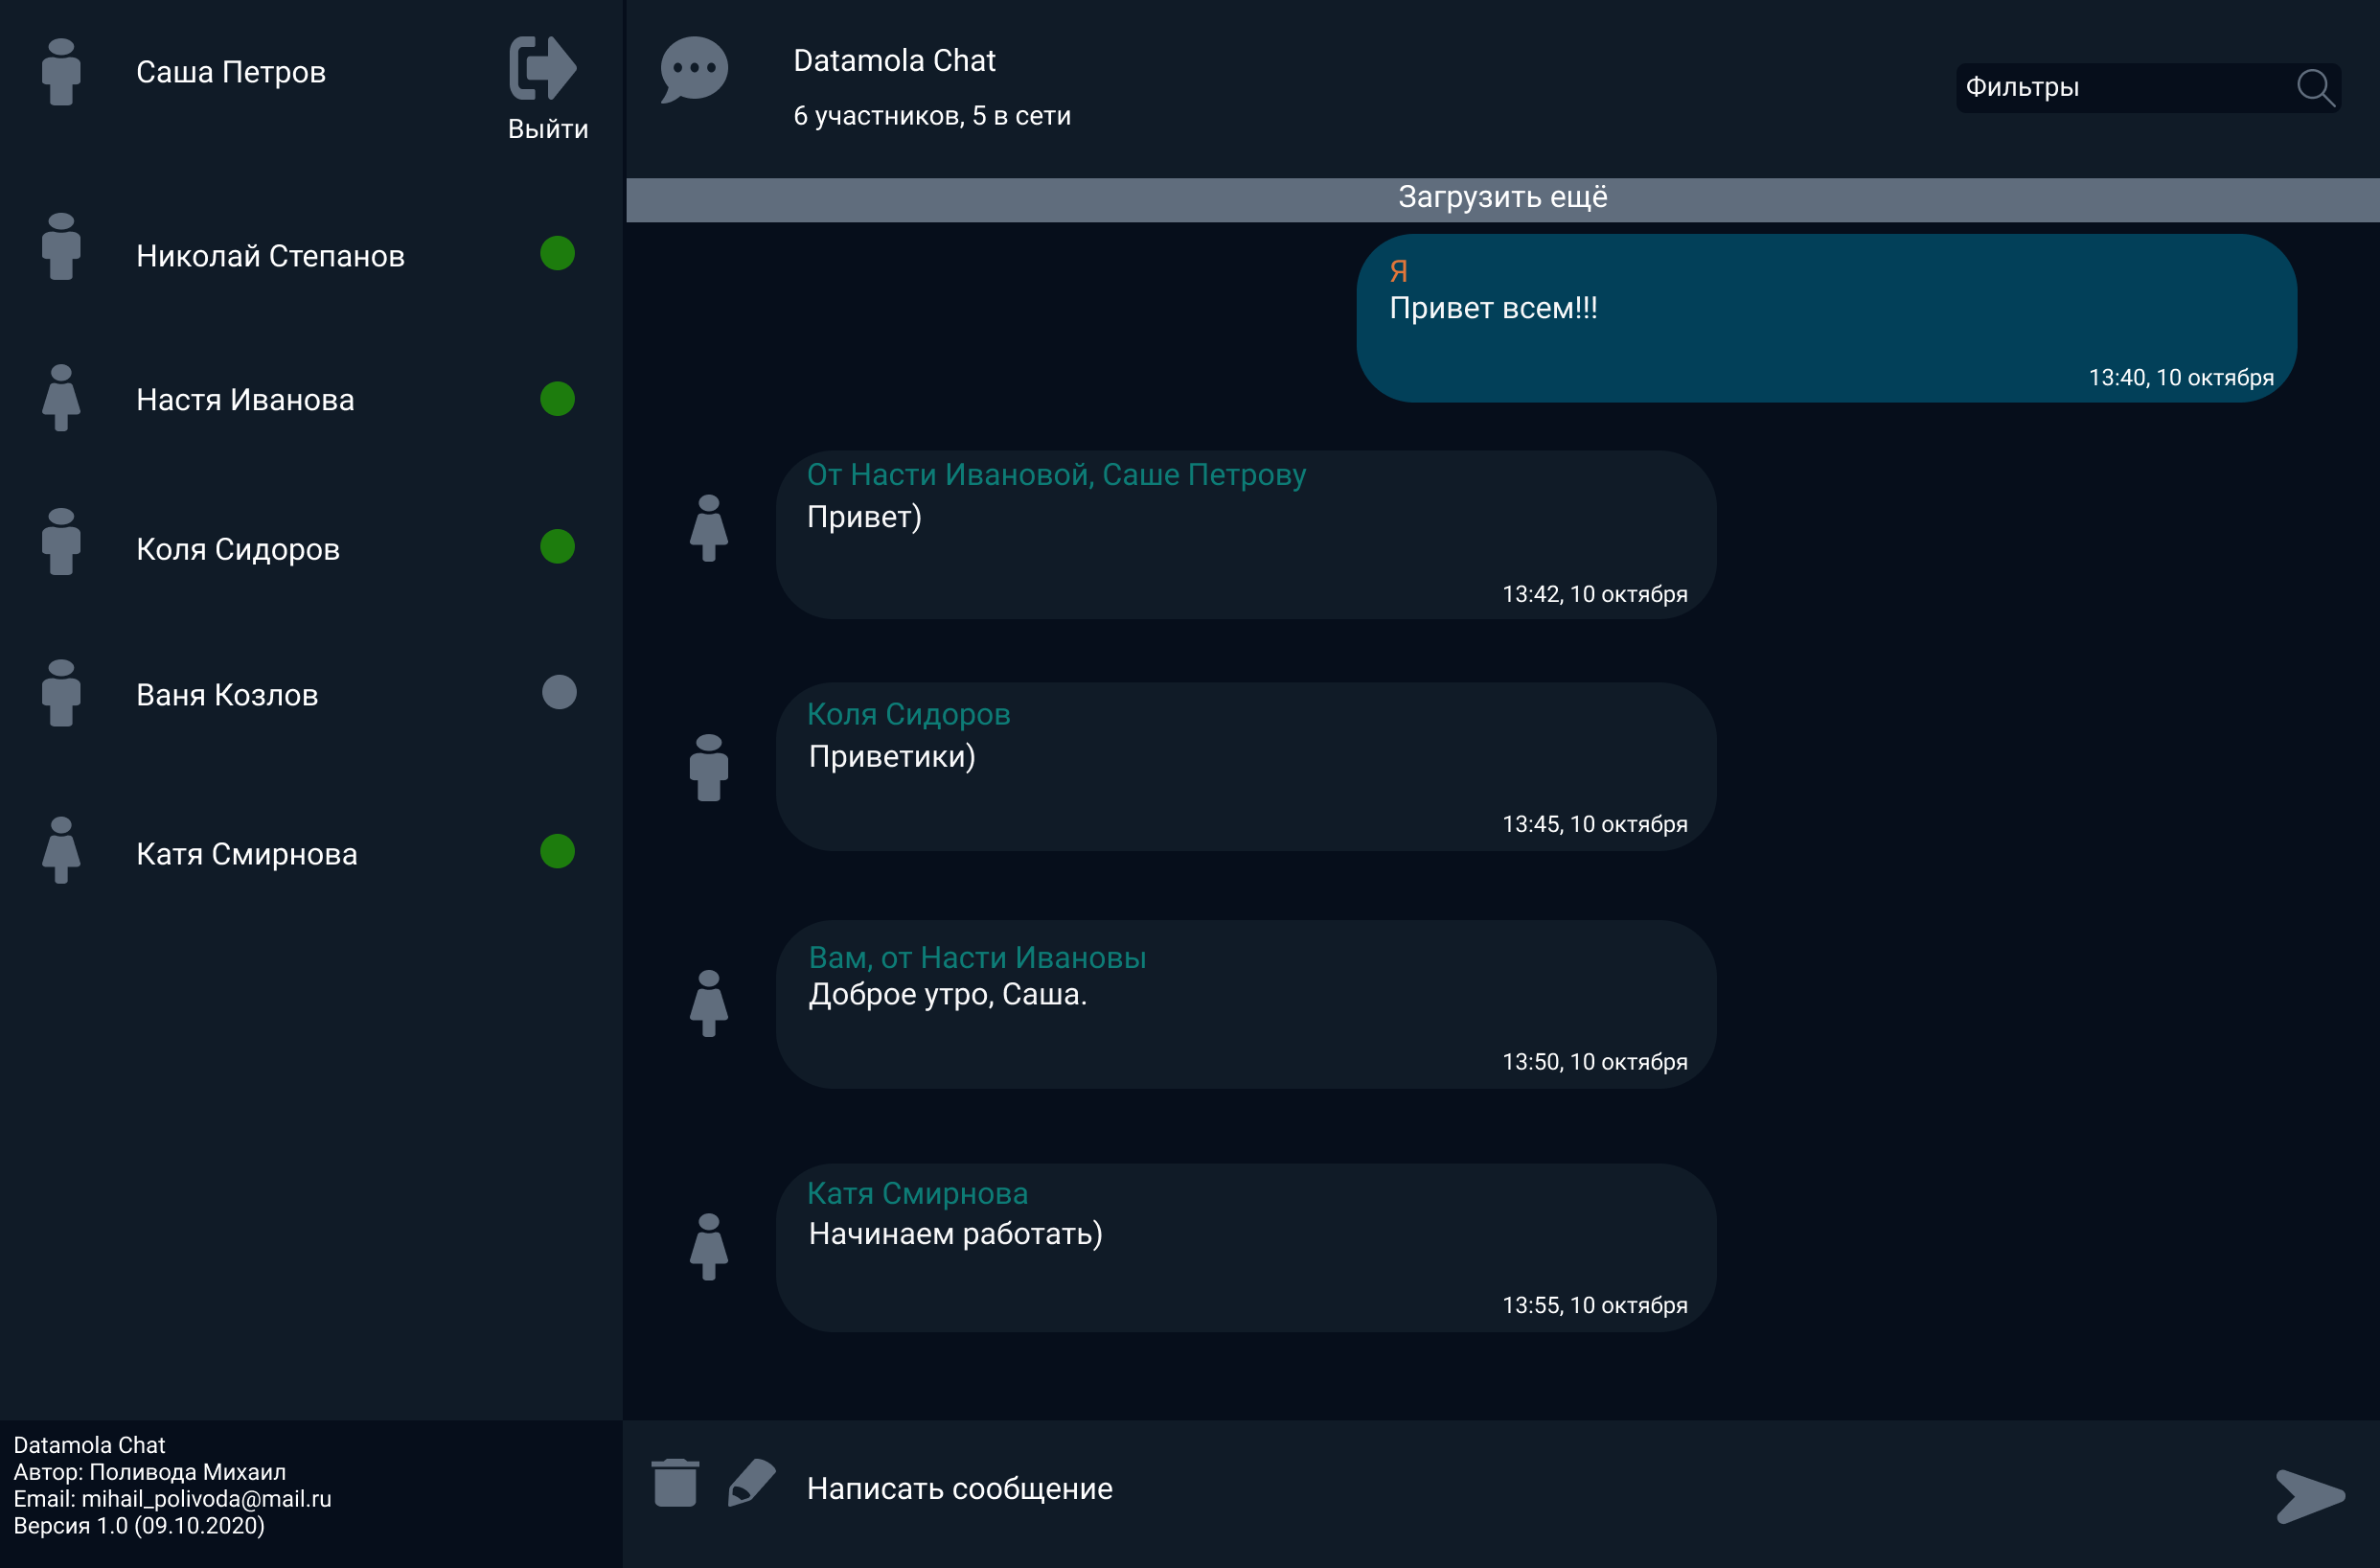 Саша Петров
Выйти
Николай Степанов
Настя Иванова
Коля Сидоров
Ваня Козлов
Катя Смирнова
Datamola Chat
Автор: Поливода Михаил
Email: mihail_polivoda@mail.ru
Версия 1.0 (09.10.2020)
Datamola Chat
6 участников, 5 в сети
Фильтры
Загрузить ещё
Я
Привет всем!!!
13:40, 10 октября
От Насти Ивановой, Саше Петрову
Привет)
13:42, 10 октября
Коля Сидоров
Приветики)
13:45, 10 октября
Вам, от Насти Ивановы
Доброе утро, Саша.
13:50, 10 октября
Катя Смирнова
Начинаем работать)
13:55, 10 октября
Написать сообщение